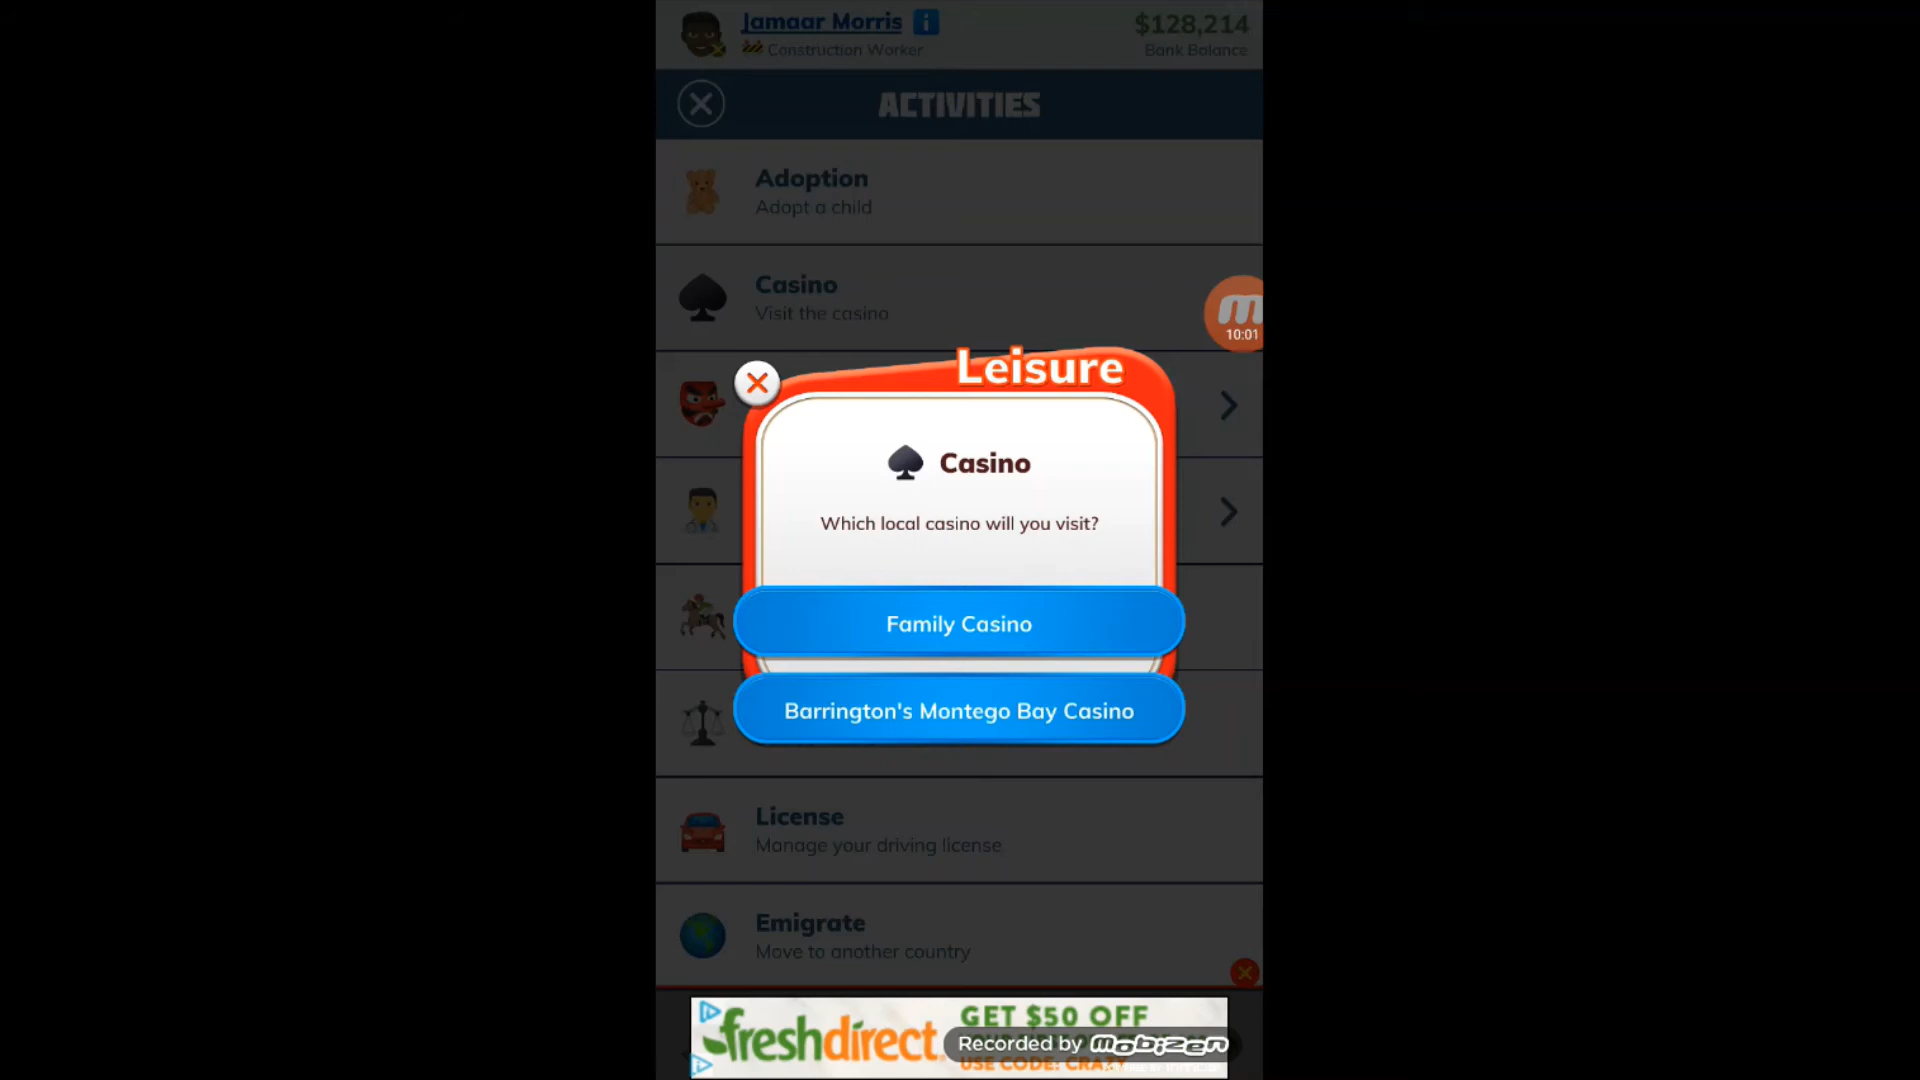 Jamaar Morris
Construction Worker
$128,214
Bank Balance
ACTIVITIES
Adoption
Adopt a child
Casino
Visit the casino
10:01
Leisure
Casino
Which local casino will you visit?
Family Casino
Barrington's Montego Bay Casino
License
Manage your driving license
Emigrate
Move to another country
freshdirect
GET $50 OFF
Recorded by mobizen
USE CODE: CRAZY